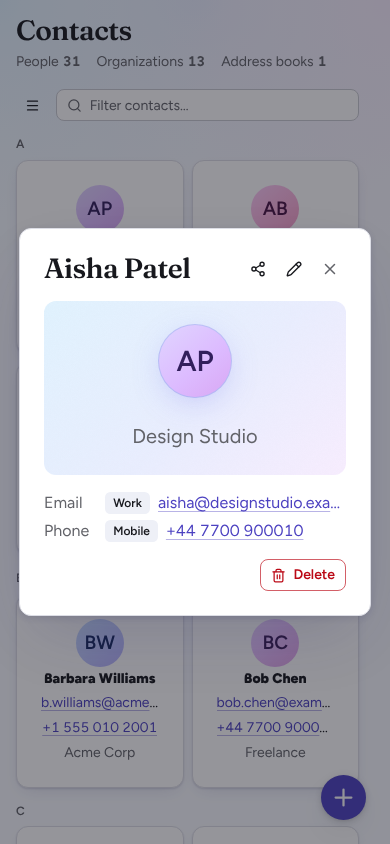 Contacts
People 31 Organizations 13 Address books 1
Filter contacts...
A
AP
AB
Aisha Patel
AP
Design Studio
Email Work aisha@designstudio.exa...
Phone Mobile +44 7700 900010
Delete
BW
BC
Barbara Williams
Bob Chen
b.williams@acme...
bob.chen@exam...
+1 555 010 2001
+44 7700 9000...
Acme Corp
Freelance
C